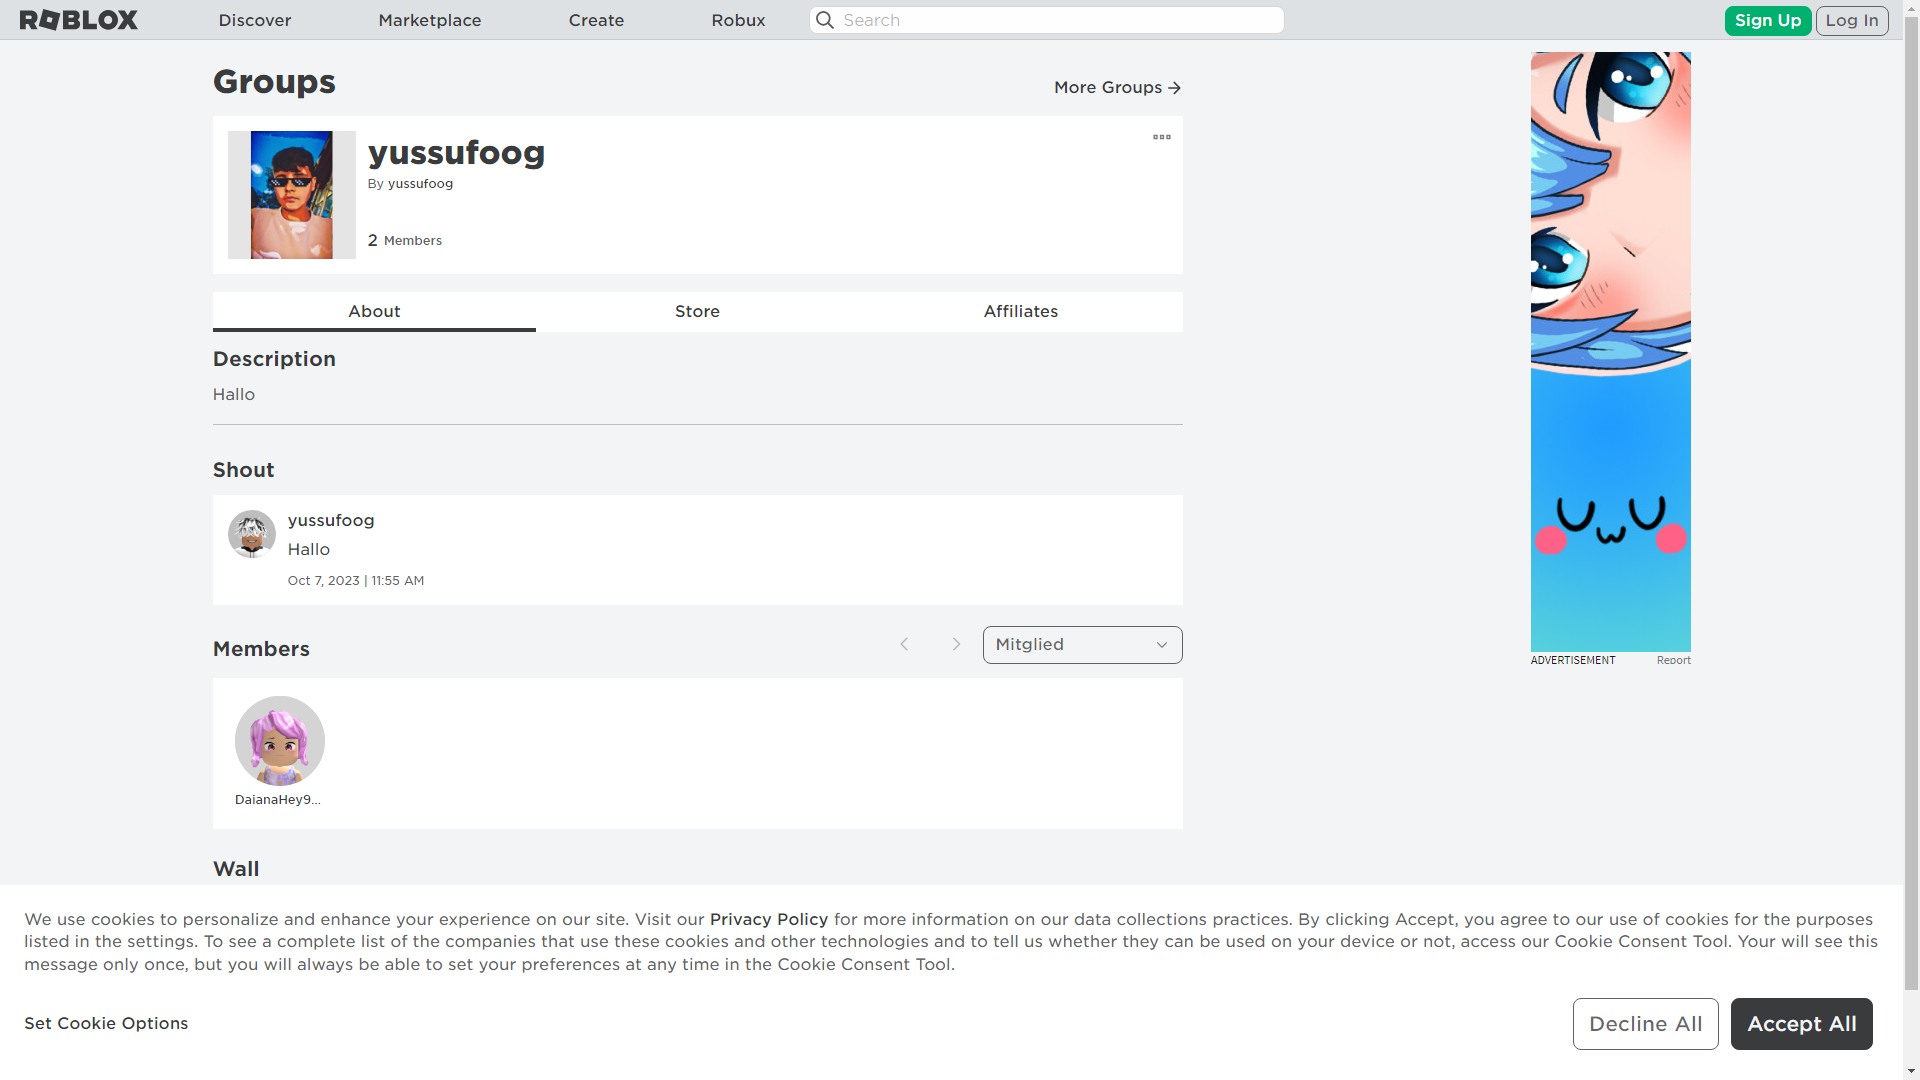 ROBLOX Discover Marketplace Create Robux Search Sign Up Log In
Groups
More Groups
yussufoog
By yussufoog
2 Members
About Store Affiliates
Description
Hallo
Shout
yussufoog
Hallo
Oct 7, 2023 | 11:55 AM
Members
Mitglied
DaianaHey9...
Wall
ADVERTISEMENT Report
We use cookies to personalize and enhance your experience on our site. Visit our Privacy Policy for more information on our data collections practices. By clicking Accept, you agree to our use of cookies for the purposes
listed in the settings. To see a complete list of the companies that use these cookies and other technologies and to tell us whether they can be used on your device or not, access our Cookie Consent Tool. Your will see this
message only once, but you will always be able to set your preferences at any time in the Cookie Consent Tool.
Set Cookie Options
Decline All
Accept All